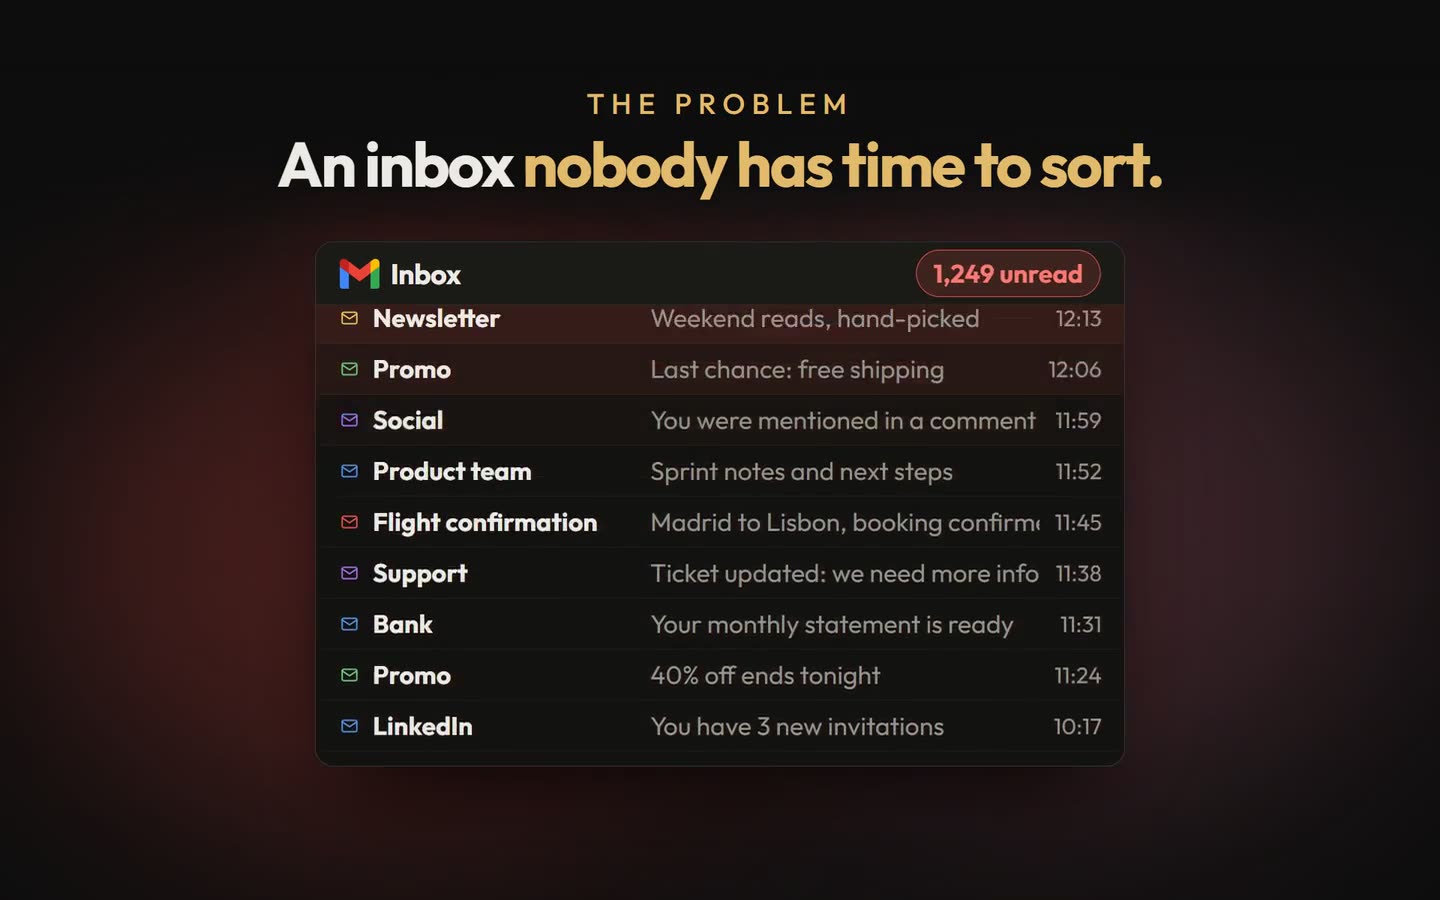 THE PROBLEM
An inbox nobody has time to sort.
Inbox 1,249 unread
Newsletter Weekend reads, hand-picked 12:13
Promo Last chance: free shipping 12:06
Social You were mentioned in a comment 11:59
Product team Sprint notes and next steps 11:52
Flight confirmation Madrid to Lisbon, booking confirme 11:45
Support Ticket updated: we need more info 11:38
Bank Your monthly statement is ready 11:31
Promo 40% off ends tonight 11:24
LinkedIn You have 3 new invitations 10:17